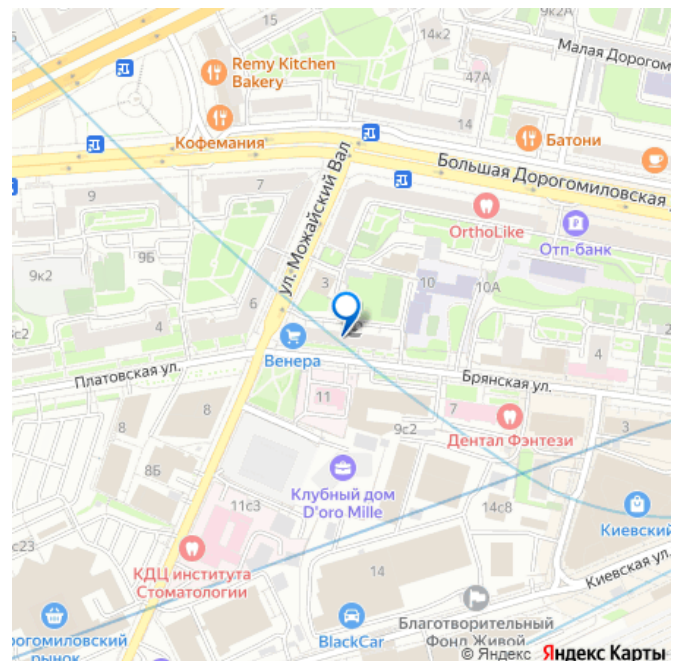 9к2А
14к2
Малая Дорогом
Remy Kitchen
Bakery
47А
14
Кофемания
Батони
Большая Дорогомиловская
ул. Можайский Вал
7
9
OrthoLike
Отп-банк
9Б
9к2
3
10
10А
6
с2
4
Венера
4
Платовская ул.
Брянская ул.
11
8
8
7
3
9с2
Дентал Фэнтези
8Б
Клубный дом
D'oro Mille
11с3
14с8
Киевский
с23
КДЦ института
Стоматологии
14
Киевская ул.
Благотворительный
Фонд Живой
рогомиловский
рынок
BlackCar
© Яндекс Яндекс Карты